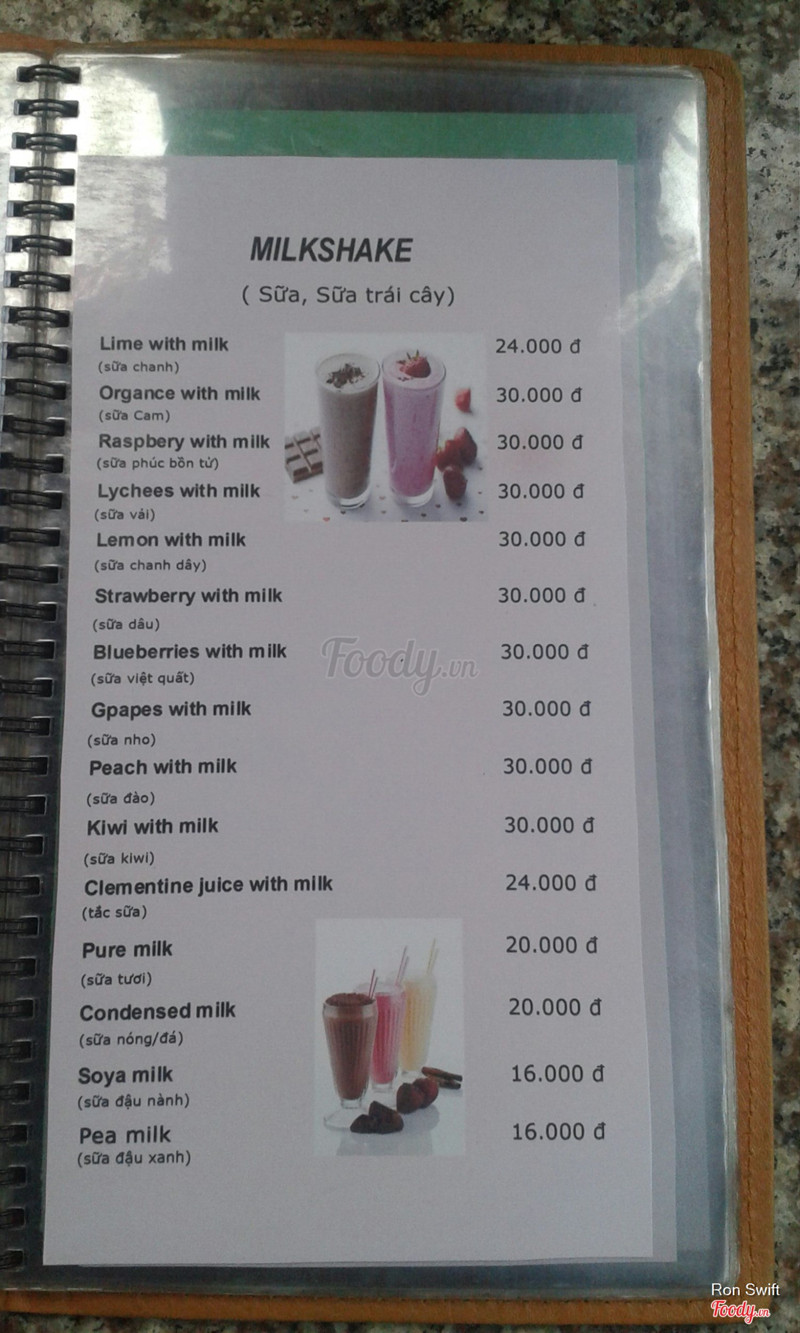 MILKSHAKE
( Sữa, Sữa trái cây)
Lime with milk 24.000 đ
(sữa chanh)
Organce with milk 30.000 đ
(sữa Cam)
Raspbery with milk 30.000 đ
(sữa phúc bồn tử)
Lychees with milk 30.000 đ
(sữa vải)
Lemon with milk 30.000 đ
(sữa chanh dây)
Strawberry with milk 30.000 đ
(sữa dâu)
Blueberries with milk 30.000 đ
(sữa việt quất)
Gpapes with milk 30.000 đ
(sữa nho)
Peach with milk 30.000 đ
(sữa đào)
Kiwi with milk 30.000 đ
(sữa kiwi)
Clementine juice with milk 24.000 đ
(tắc sữa)
Pure milk 20.000 đ
(sữa tươi)
Condensed milk 20.000 đ
(sữa nóng/đá)
Soya milk 16.000 đ
(sữa đậu nành)
Pea milk 16.000 đ
(sữa đậu xanh)
Foody.vn
Ron Swift
Foody.vn